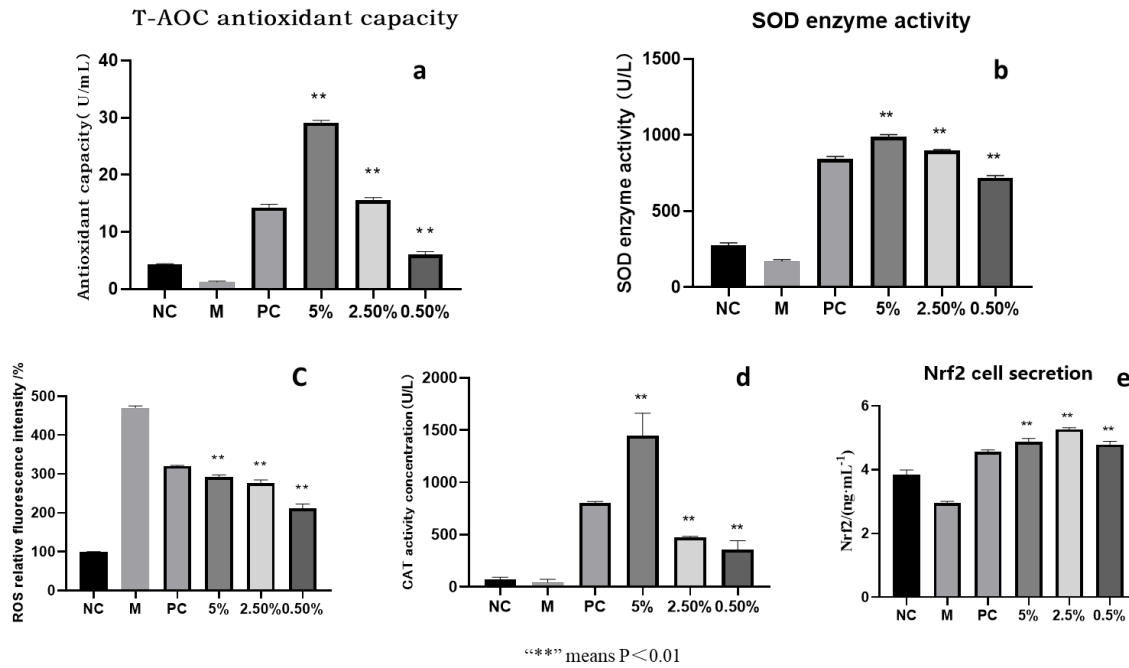 T-AOC antioxidant capacity
a
Antioxidant capacity( U/mL)
40
30
20
10
0
**
**
**
NC M PC 5% 2.50% 0.50%
SOD enzyme activity
b
SOD enzyme activity (U/L)
1500
1000
500
0
**
**
**
NC M PC 5% 2.50% 0.50%
C
ROS relative fluorescence intensity /%
500
400
300
200
100
0
**
**
**
NC M PC 5% 2.50% 0.50%
d
CAT activity concentration(U/L)
2000
1500
1000
500
0
**
**
**
NC M PC 5% 2.50% 0.50%
Nrf2 cell secretion
e
Nrf2/(ng·mL⁻¹)
6
4
2
0
**
**
**
NC M PC 5% 2.5% 0.5%
“**” means P＜0.01